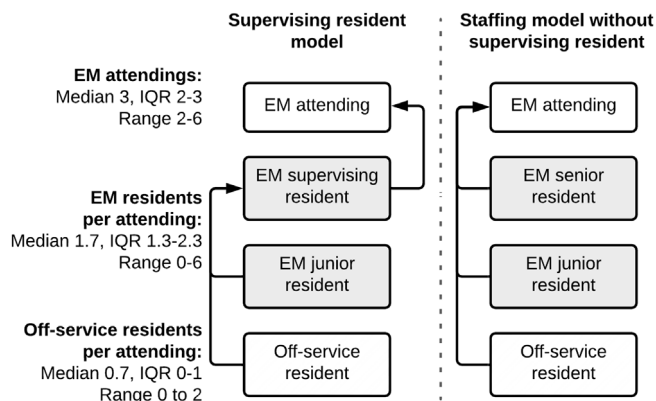 Supervising resident
model
Staffing model without
supervising resident
EM attendings:
Median 3, IQR 2-3
Range 2-6
EM attending
EM attending
EM supervising
resident
EM senior
resident
EM residents
per attending:
Median 1.7, IQR 1.3-2.3
Range 0-6
EM junior
resident
EM junior
resident
Off-service residents
per attending:
Median 0.7, IQR 0-1
Range 0 to 2
Off-service
resident
Off-service
resident